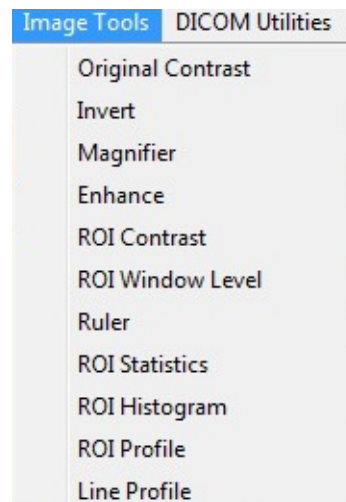 Image Tools DICOM Utilities
Original Contrast
Invert
Magnifier
Enhance
ROI Contrast
ROI Window Level
Ruler
ROI Statistics
ROI Histogram
ROI Profile
Line Profile